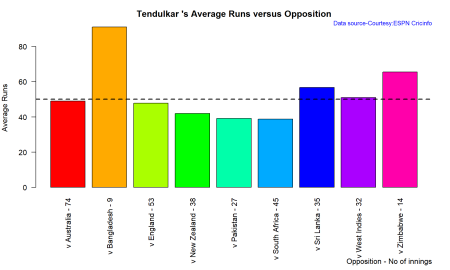 Tendulkar 's Average Runs versus Opposition
Data source-Courtesy:ESPN Cricinfo
Average Runs
80
60
40
20
0
v Australia - 74
v Bangladesh - 9
v England - 53
v New Zealand - 38
v Pakistan - 27
v South Africa - 45
v Sri Lanka - 35
v West Indies - 32
v Zimbabwe - 14
Opposition - No of innings